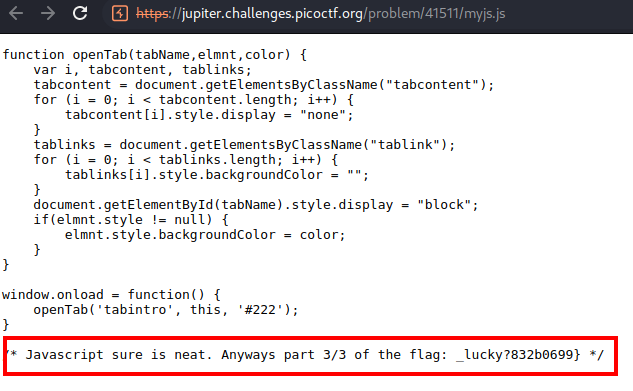 https://jupiter.challenges.picoctf.org/problem/41511/myjs.js
function openTab(tabName,elmnt,color) {
    var i, tabcontent, tablinks;
    tabcontent = document.getElementsByClassName("tabcontent");
    for (i = 0; i < tabcontent.length; i++) {
        tabcontent[i].style.display = "none";
    }
    tablinks = document.getElementsByClassName("tablink");
    for (i = 0; i < tablinks.length; i++) {
        tablinks[i].style.backgroundColor = "";
    }
    document.getElementById(tabName).style.display = "block";
    if(elmnt.style != null) {
        elmnt.style.backgroundColor = color;
    }
}
window.onload = function() {
    openTab('tabintro', this, '#222');
}
/* Javascript sure is neat. Anyways part 3/3 of the flag: _lucky?832b0699} */